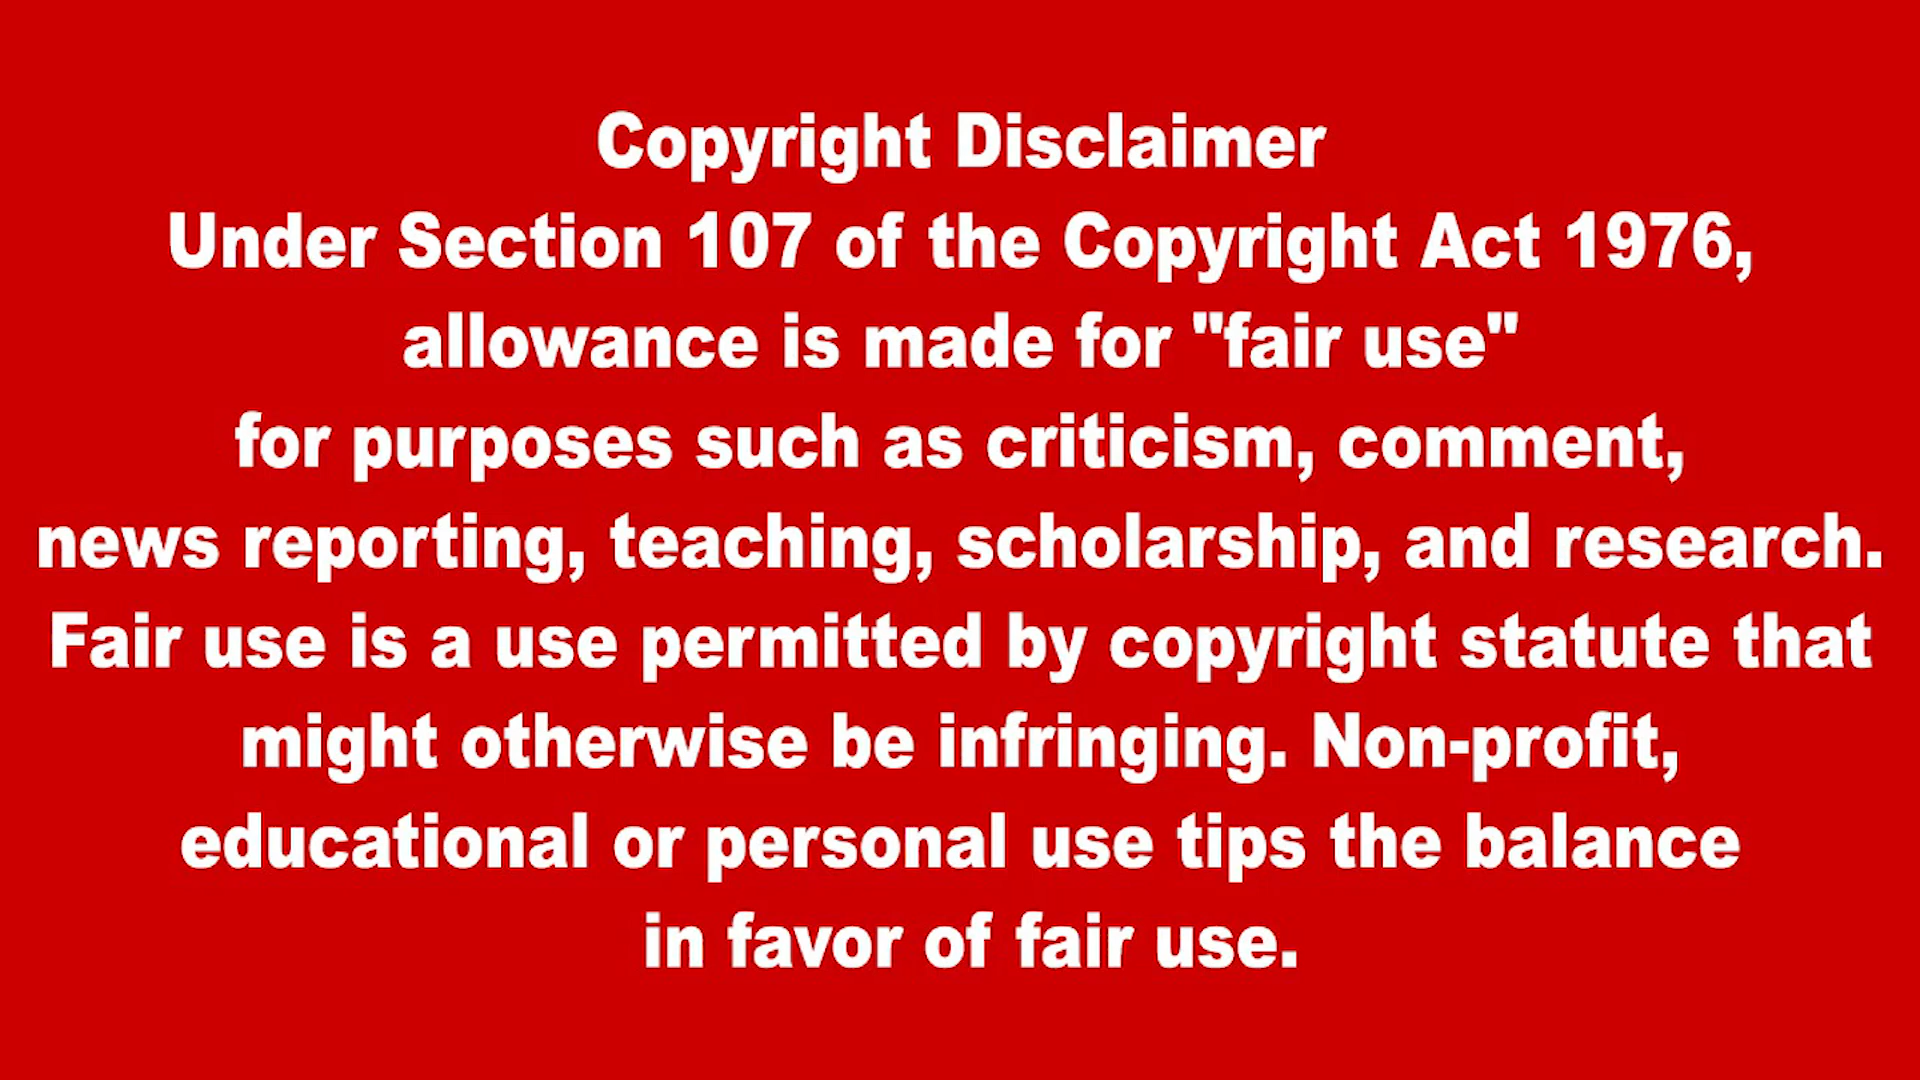 Copyright Disclaimer
Under Section 107 of the Copyright Act 1976,
allowance is made for "fair use"
for purposes such as criticism, comment,
news reporting, teaching, scholarship, and research.
Fair use is a use permitted by copyright statute that
might otherwise be infringing. Non-profit,
educational or personal use tips the balance
in favor of fair use.